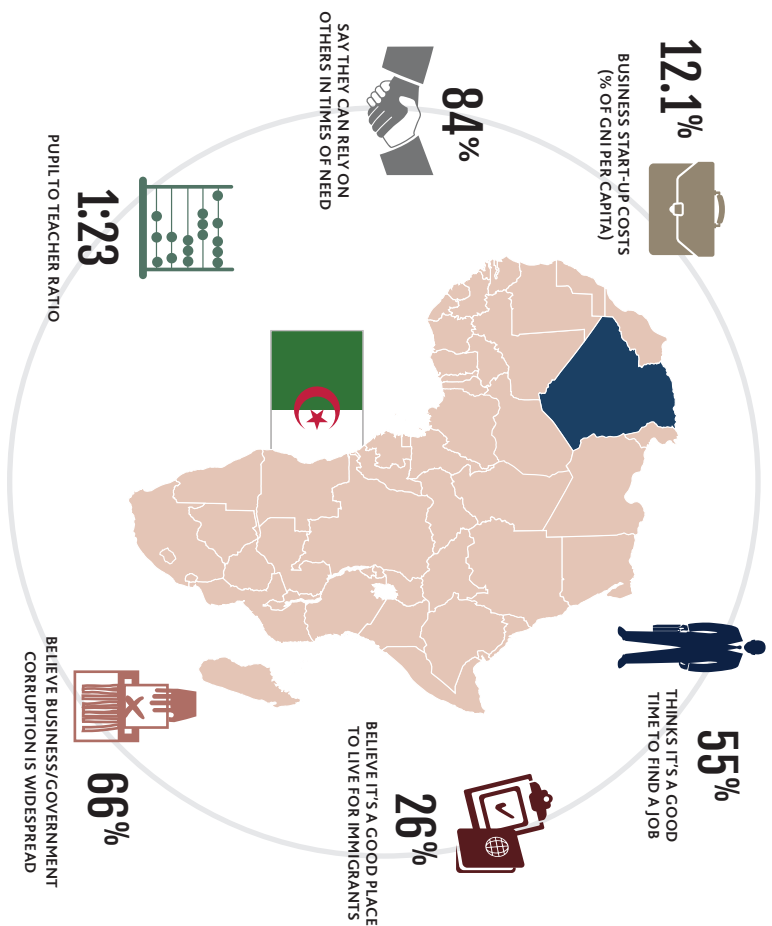 12.1%
BUSINESS START-UP COSTS
(% OF GNI PER CAPITA)
84%
SAY THEY CAN RELY ON
OTHERS IN TIMES OF NEED
1:23
PUPIL TO TEACHER RATIO
55%
THINKS IT'S A GOOD
TIME TO FIND A JOB
26%
BELIEVE IT'S A GOOD PLACE
TO LIVE FOR IMMIGRANTS
66%
BELIEVE BUSINESS/GOVERNMENT
CORRUPTION IS WIDESPREAD